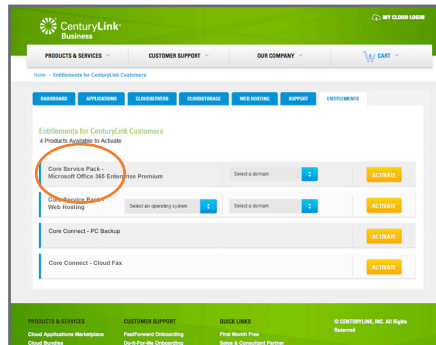 MY CLOUD LOGIN
CenturyLink®
Business
PRODUCTS & SERVICES
CUSTOMER SUPPORT
OUR COMPANY
CART
Home > Entitlements for CenturyLink Customers
DASHBOARD
APPLICATIONS
CLOUDSERVERS
CLOUDSTORAGE
WEB HOSTING
SUPPORT
ENTITLEMENTS
Entitlements for CenturyLink Customers
4 Products Available to Activate
Core Service Pack -
Microsoft Office 365 Enterprise Premium
Select a domain
ACTIVATE
Core Service Pack -
Web Hosting
Select an operating system
Select a domain
ACTIVATE
Core Connect - PC Backup
ACTIVATE
Core Connect - Cloud Fax
ACTIVATE
PRODUCTS & SERVICES
CUSTOMER SUPPORT
QUICK LINKS
© CENTURYLINK, INC. All Rights
Reserved
Cloud Applications Marketplace
FastForward Onboarding
First Month Free
Cloud Bundles
Do-It-For-Me Onboarding
Sales & Consultant Partner